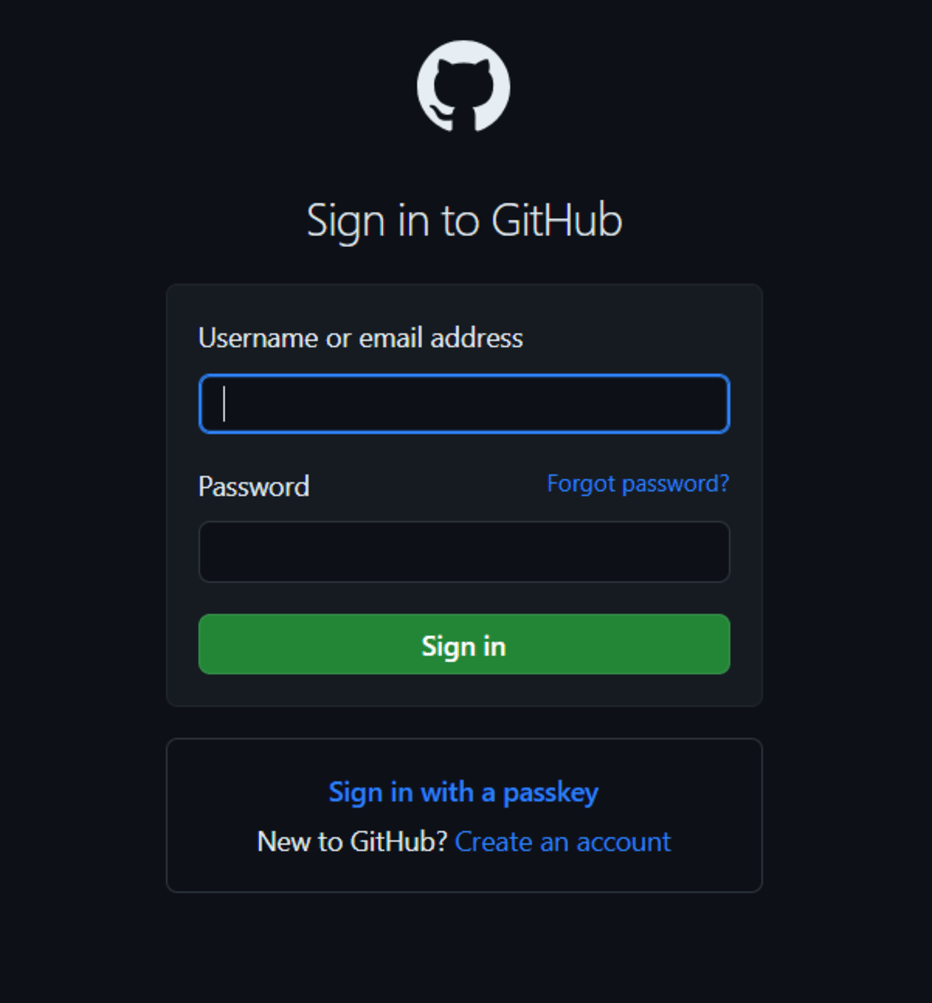 Sign in to GitHub
Username or email address
Password Forgot password?
Sign in
Sign in with a passkey
New to GitHub? Create an account